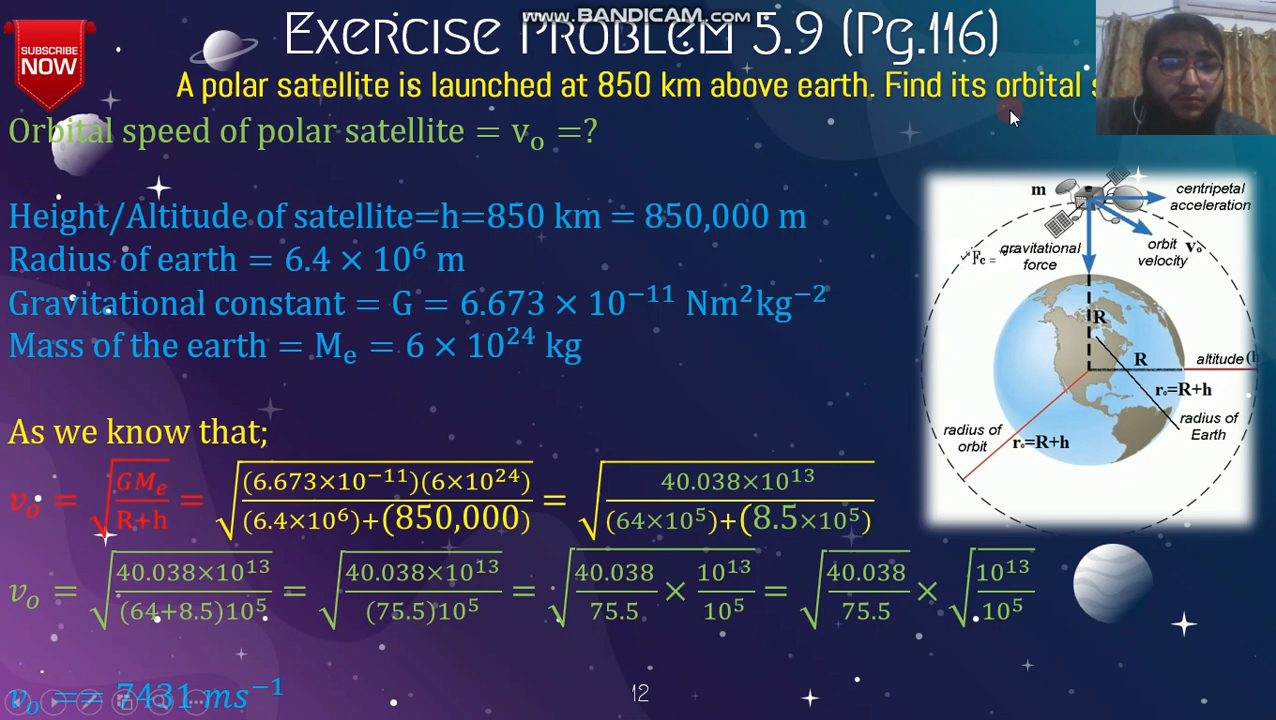 www.BANDICAM.com
Exercise Problem 5.9 (Pg.116)
SUBSCRIBE
NOW
A polar satellite is launched at 850 km above earth. Find its orbital
Orbital speed of polar satellite = vₒ =?
Height/Altitude of satellite=h=850 km = 850,000 m
Radius of earth = 6.4 × 10⁶ m
Gravitational constant = G = 6.673 × 10⁻¹¹ Nm²kg⁻²
Mass of the earth = Mₑ = 6 × 10²⁴ kg
As we know that;
vₒ = √(GMₑ/(R+h)) = √((6.673×10⁻¹¹)(6×10²⁴)/((6.4×10⁶)+(850,000))) = √(40.038×10¹³/((64×10⁵)+(8.5×10⁵)))
vₒ = √(40.038×10¹³/((64+8.5)10⁵)) = √(40.038×10¹³/((75.5)10⁵)) = √(40.038/75.5 × 10¹³/10⁵) = √(40.038/75.5) × √(10¹³/10⁵)
vₒ == 7431 ms⁻¹
12
m
centripetal
acceleration
gravitational
force
orbit
velocity
vₒ
Fc =
R
R
altitude (h
rₒ=R+h
radius of
Earth
radius of
orbit
rₒ=R+h